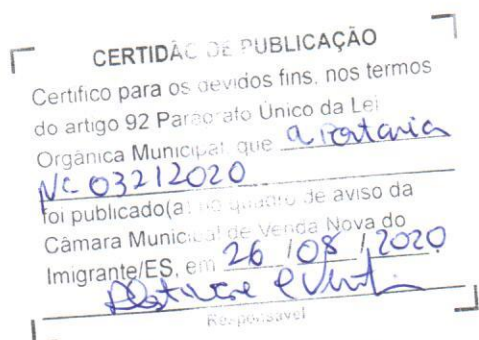 CERTIDÃO DE PUBLICAÇÃO
Certifico para os devidos fins, nos termos
do artigo 92 Parágrafo Único da Lei
Orgânica Municipal, que a Portaria
Nº 032/2020
foi publicado(a) no quadro de aviso da
Câmara Municipal de Venda Nova do
Imigrante/ES, em 26 / 08 / 2020
Responsável